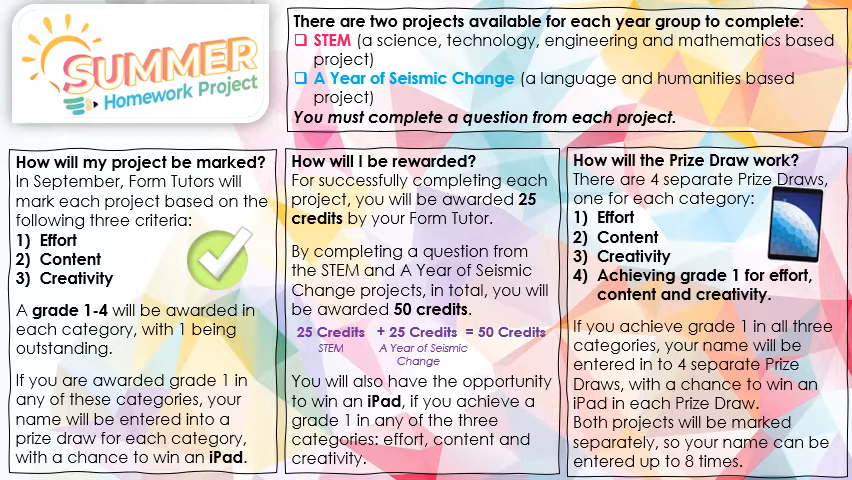 SUMMER
Homework Project
There are two projects available for each year group to complete:
❑ STEM (a science, technology, engineering and mathematics based
project)
❑ A Year of Seismic Change (a language and humanities based
project)
You must complete a question from each project.
How will my project be marked?
In September, Form Tutors will
mark each project based on the
following three criteria:
1) Effort
2) Content
3) Creativity
A grade 1-4 will be awarded in
each category, with 1 being
outstanding.
If you are awarded grade 1 in
any of these categories, your
name will be entered into a
prize draw for each category,
with a chance to win an iPad.
How will I be rewarded?
For successfully completing each
project, you will be awarded 25
credits by your Form Tutor.
By completing a question from
the STEM and A Year of Seismic
Change projects, in total, you will
be awarded 50 credits.
25 Credits + 25 Credits = 50 Credits
STEM A Year of Seismic
Change
You will also have the opportunity
to win an iPad, if you achieve a
grade 1 in any of the three
categories: effort, content and
creativity.
How will the Prize Draw work?
There are 4 separate Prize Draws,
one for each category:
1) Effort
2) Content
3) Creativity
4) Achieving grade 1 for effort,
content and creativity.
If you achieve grade 1 in all three
categories, your name will be
entered in to 4 separate Prize
Draws, with a chance to win an
iPad in each Prize Draw.
Both projects will be marked
separately, so your name can be
entered up to 8 times.